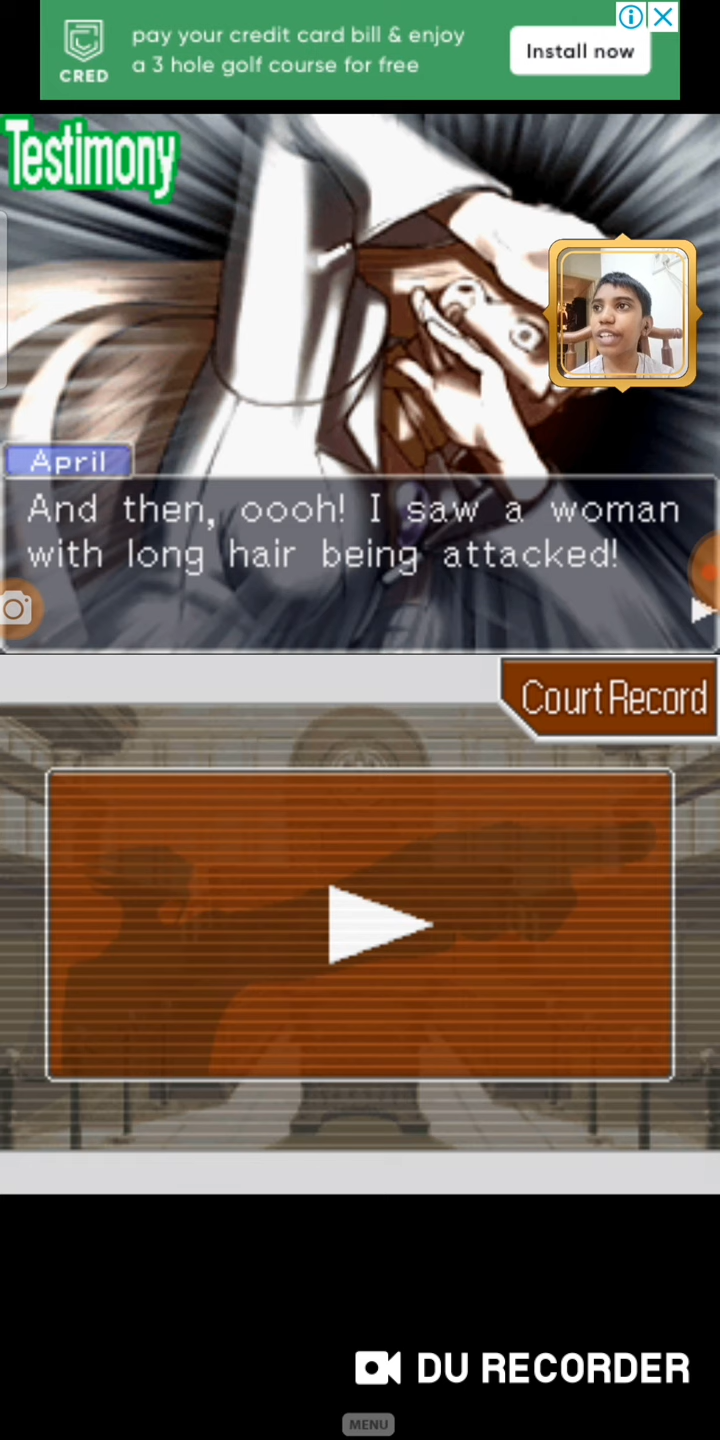 pay your credit card bill & enjoy
a 3 hole golf course for free
CRED
Install now
Testimony
April
And then, oooh! I saw a woman
with long hair being attacked!
Court Record
DU RECORDER
MENU